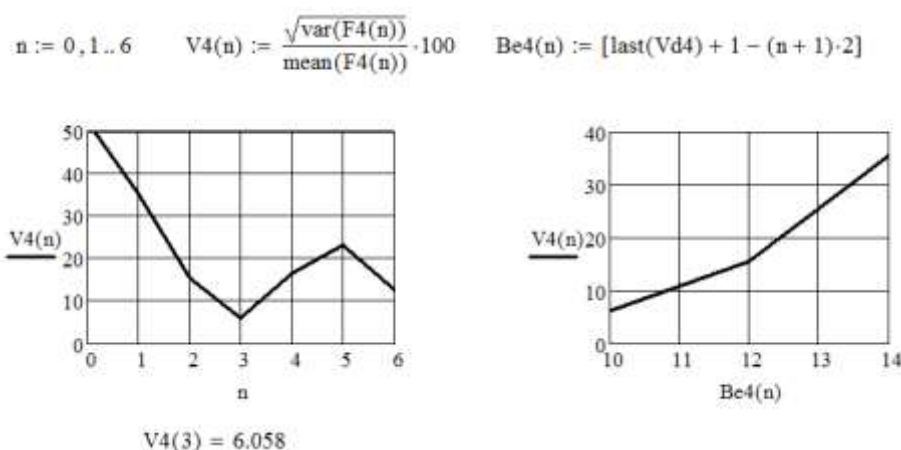 n := 0,1..6 V4(n) := √var(F4(n)) / mean(F4(n)) ·100 Be4(n) := [last(Vd4) + 1 − (n + 1)·2]
50
40
30
20
10
0
V4(n)
0 1 2 3 4 5 6
n
V4(3) = 6.058
40
30
20
10
0
V4(n)
10 11 12 13 14
Be4(n)